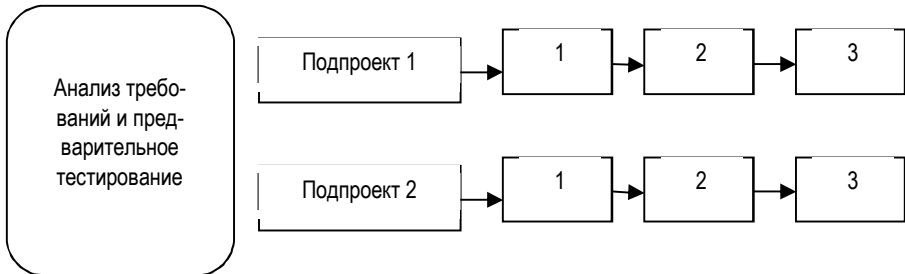 Анализ требо-
ваний и пред-
варительное
тестирование
Подпроект 1
1
2
3
Подпроект 2
1
2
3